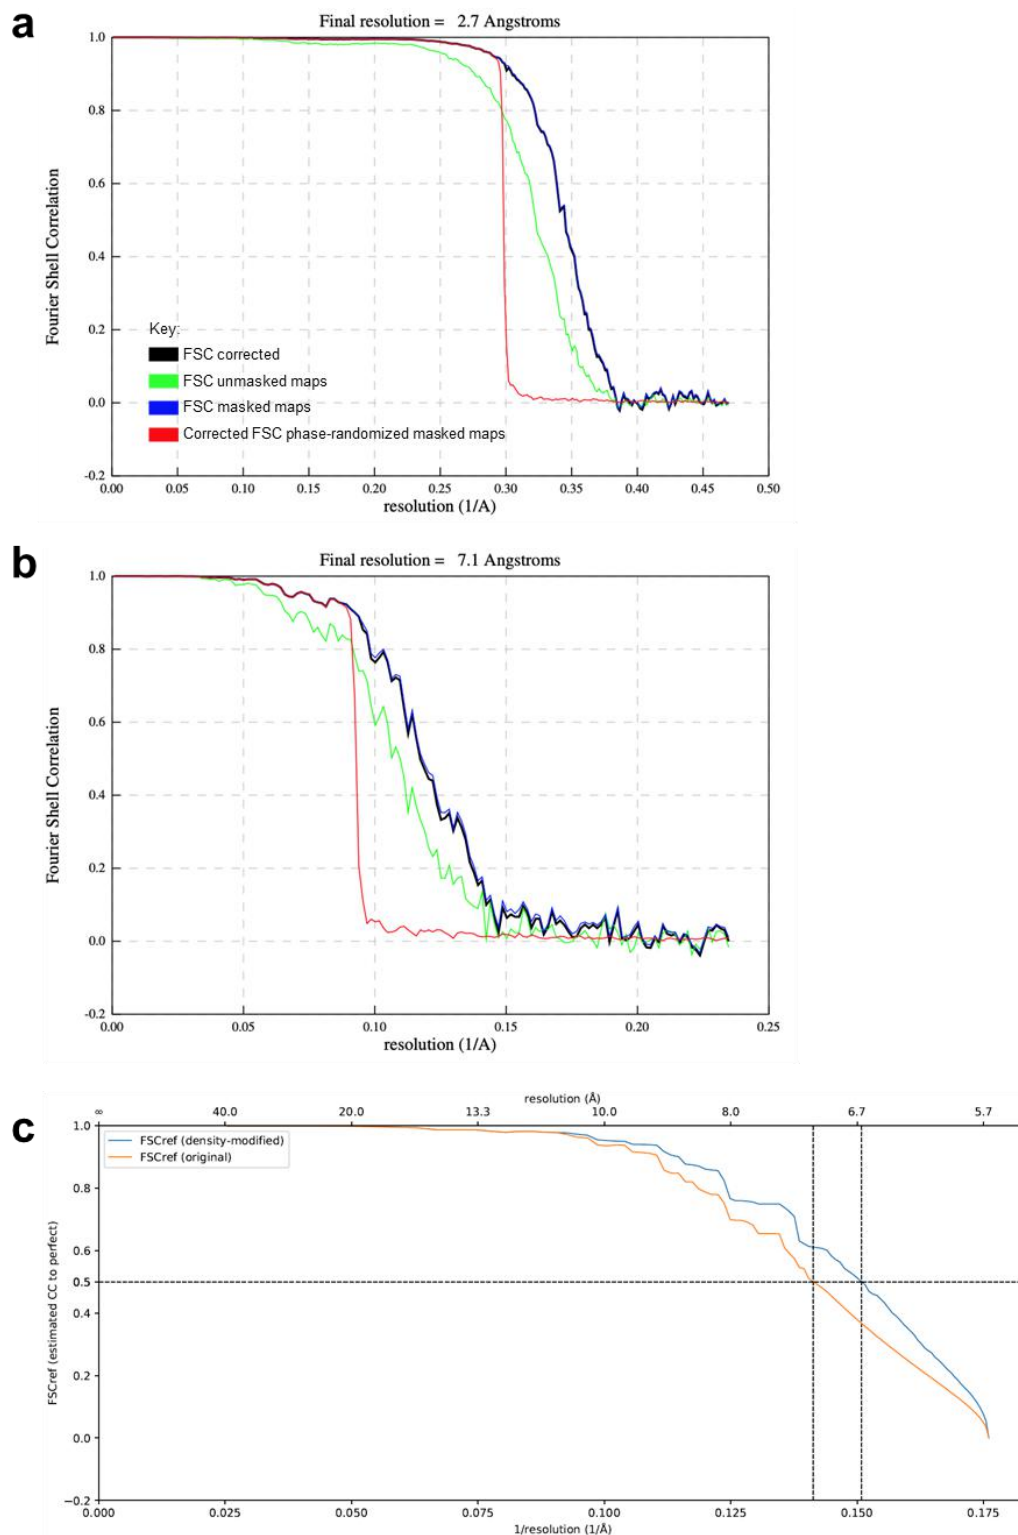 a
Final resolution = 2.7 Angstroms
1.0
0.8
0.6
0.4
0.2
0.0
-0.2
Fourier Shell Correlation
Key:
FSC corrected
FSC unmasked maps
FSC masked maps
Corrected FSC phase-randomized masked maps
0.00 0.05 0.10 0.15 0.20 0.25 0.30 0.35 0.40 0.45 0.50
resolution (1/A)
b
Final resolution = 7.1 Angstroms
1.0
0.8
0.6
0.4
0.2
0.0
-0.2
Fourier Shell Correlation
0.00 0.05 0.10 0.15 0.20 0.25
resolution (1/A)
c
resolution (Å)
∞ 40.0 20.0 13.3 10.0 8.0 6.7 5.7
FSCref (density-modified)
FSCref (original)
1.0
0.8
0.6
0.5
0.4
0.2
0.0
−0.2
FSCref (estimated CC to perfect)
0.000 0.025 0.050 0.075 0.100 0.125 0.150 0.175
1/resolution (1/Å)